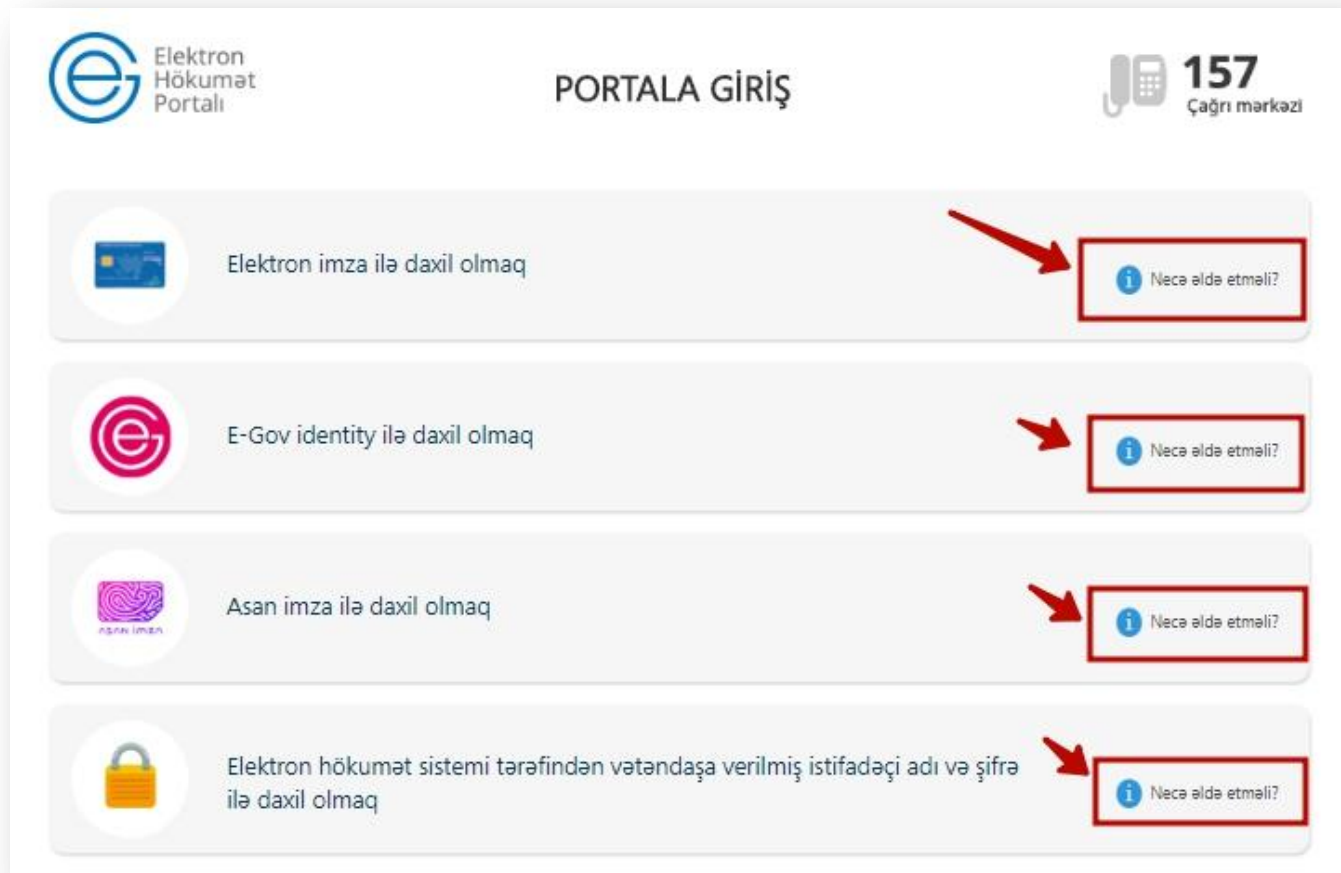 Elektron
Hökumət
Portalı
PORTALA GİRİŞ
157
Çağrı mərkəzi
Elektron imza ilə daxil olmaq
Necə əldə etməli?
E-Gov identity ilə daxil olmaq
Necə əldə etməli?
Asan imza ilə daxil olmaq
Necə əldə etməli?
ASAN İMZA
Elektron hökumət sistemi tərəfindən vətəndaşa verilmiş istifadəçi adı və şifrə
ilə daxil olmaq
Necə əldə etməli?